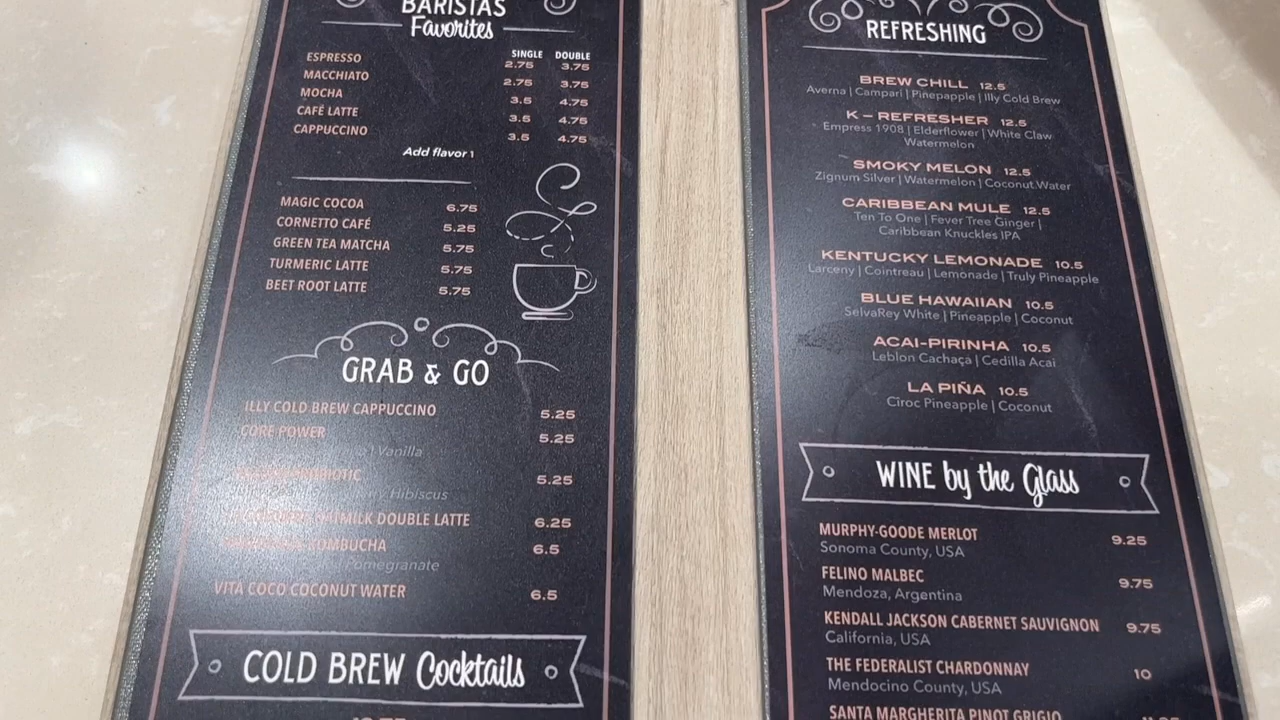 BARISTAS
Favorites
SINGLE DOUBLE
ESPRESSO 2.75 3.75
MACCHIATO 2.75 3.75
MOCHA 3.5 4.75
CAFÉ LATTE 3.5 4.75
CAPPUCCINO 3.5 4.75
Add flavor 1
MAGIC COCOA 6.75
CORNETTO CAFÉ 5.25
GREEN TEA MATCHA 5.75
TURMERIC LATTE 5.75
BEET ROOT LATTE 5.75
GRAB & GO
ILLY COLD BREW CAPPUCCINO 5.25
CORE POWER 5.25
Vanilla
5.25
Hibiscus
DOUBLE LATTE 6.25
KOMBUCHA 6.5
Pomegranate
VITA COCO COCONUT WATER 6.5
COLD BREW Cocktails
REFRESHING
BREW CHILL 12.5
Averna | Campari | Pinepapple | Illy Cold Brew
K – REFRESHER 12.5
Empress 1908 | Elderflower | White Claw
Watermelon
SMOKY MELON 12.5
Zignum Silver | Watermelon | Coconut Water
CARIBBEAN MULE 12.5
Ten To One | Fever Tree Ginger |
Caribbean Knuckles IPA
KENTUCKY LEMONADE 10.5
Larceny | Cointreau | Lemonade | Truly Pineapple
BLUE HAWAIIAN 10.5
SelvaRey White | Pineapple | Coconut
ACAI-PIRINHA 10.5
Leblon Cachaça | Cedilla Acai
LA PIÑA 10.5
Ciroc Pineapple | Coconut
WINE by the Glass
MURPHY-GOODE MERLOT 9.25
Sonoma County, USA
FELINO MALBEC 9.75
Mendoza, Argentina
KENDALL JACKSON CABERNET SAUVIGNON 9.75
California, USA
THE FEDERALIST CHARDONNAY 10
Mendocino County, USA
SANTA MARGHERITA PINOT GRIGIO